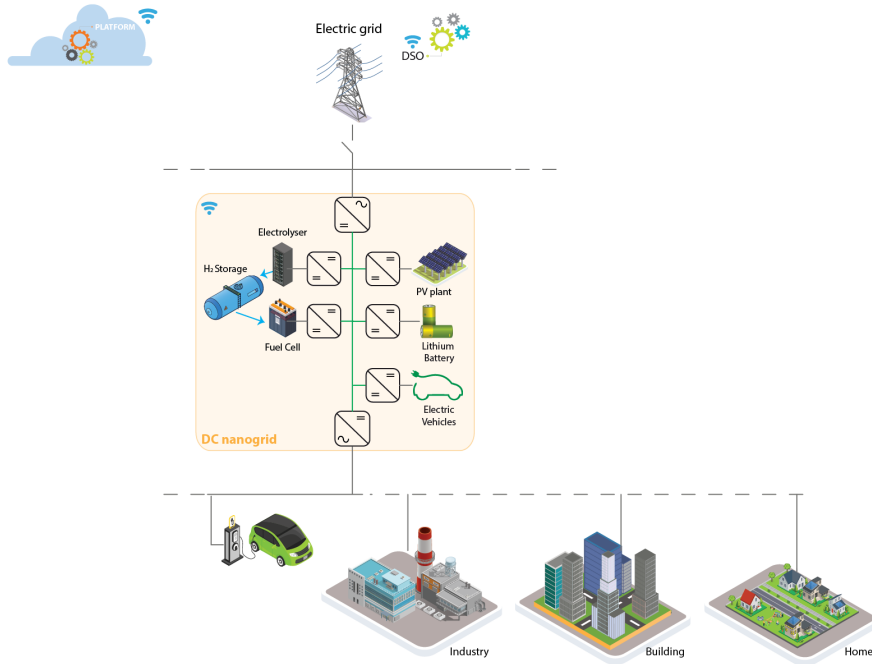 PLATFORM
Electric grid
DSO
Electrolyser
H₂ Storage
PV plant
Fuel Cell
Lithium
Battery
Electric
Vehicles
DC nanogrid
Industry
Building
Home